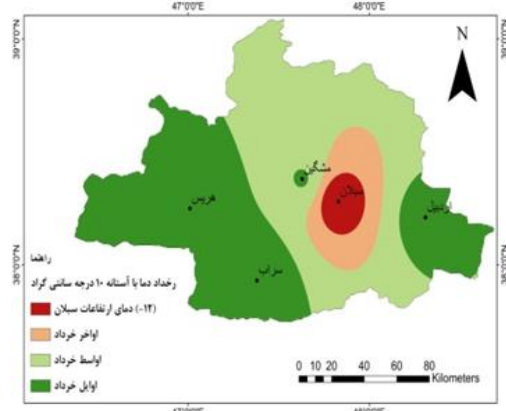 47°0'0"E 48°0'0"E
39°0'0"N 39°0'0"N
N
مشگین
سبلان
هریس
اردبیل
سراب
38°0'0"N 38°0'0"N
راهنما
رخداد دما با آستانه ۱۰ درجه سانتی گراد
(-۱۲) دمای ارتفاعات سبلان
اواخر خرداد
اواسط خرداد
اوایل خرداد
0 10 20 40 60 80
Kilometers
47°0'0"E 48°0'0"E